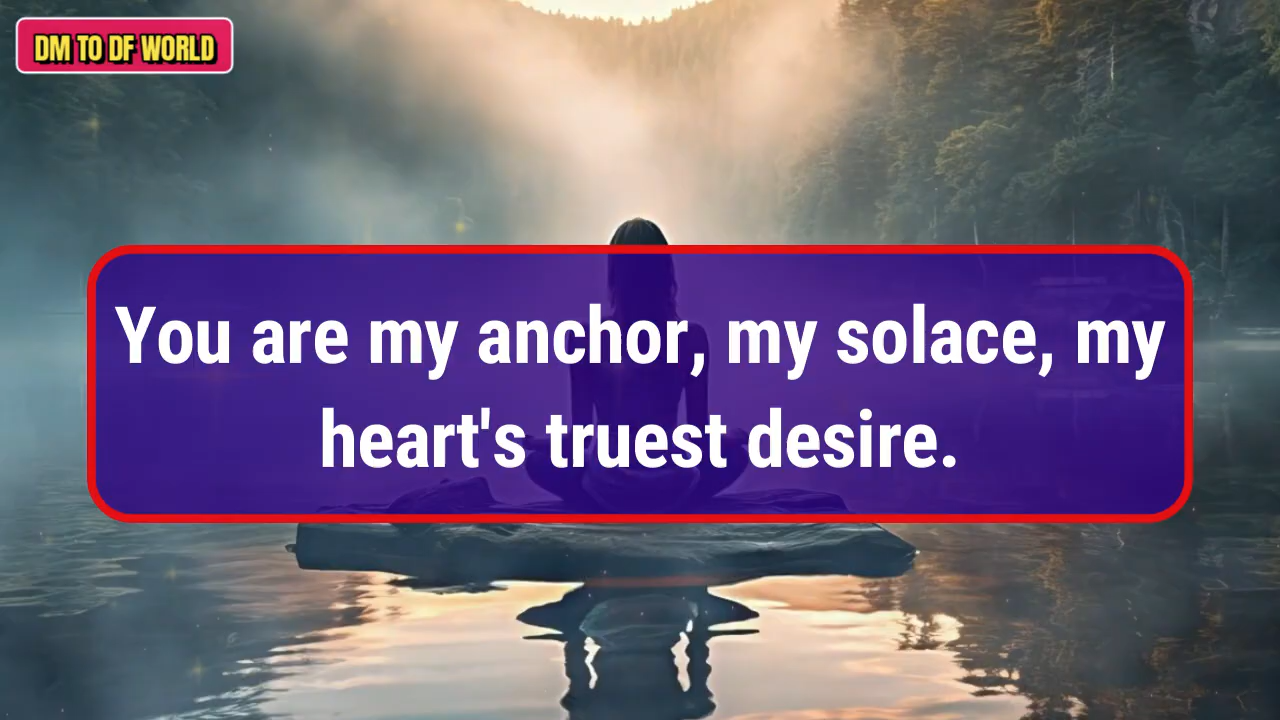 DM TO DF WORLD
You are my anchor, my solace, my
heart's truest desire.